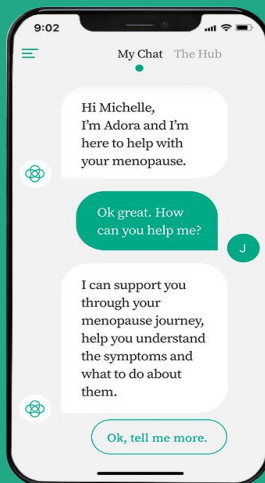 9:02
My Chat The Hub
Hi Michelle,
I'm Adora and I'm
here to help with
your menopause.
Ok great. How
can you help me?
J
I can support you
through your
menopause journey,
help you understand
the symptoms and
what to do about
them.
Ok, tell me more.